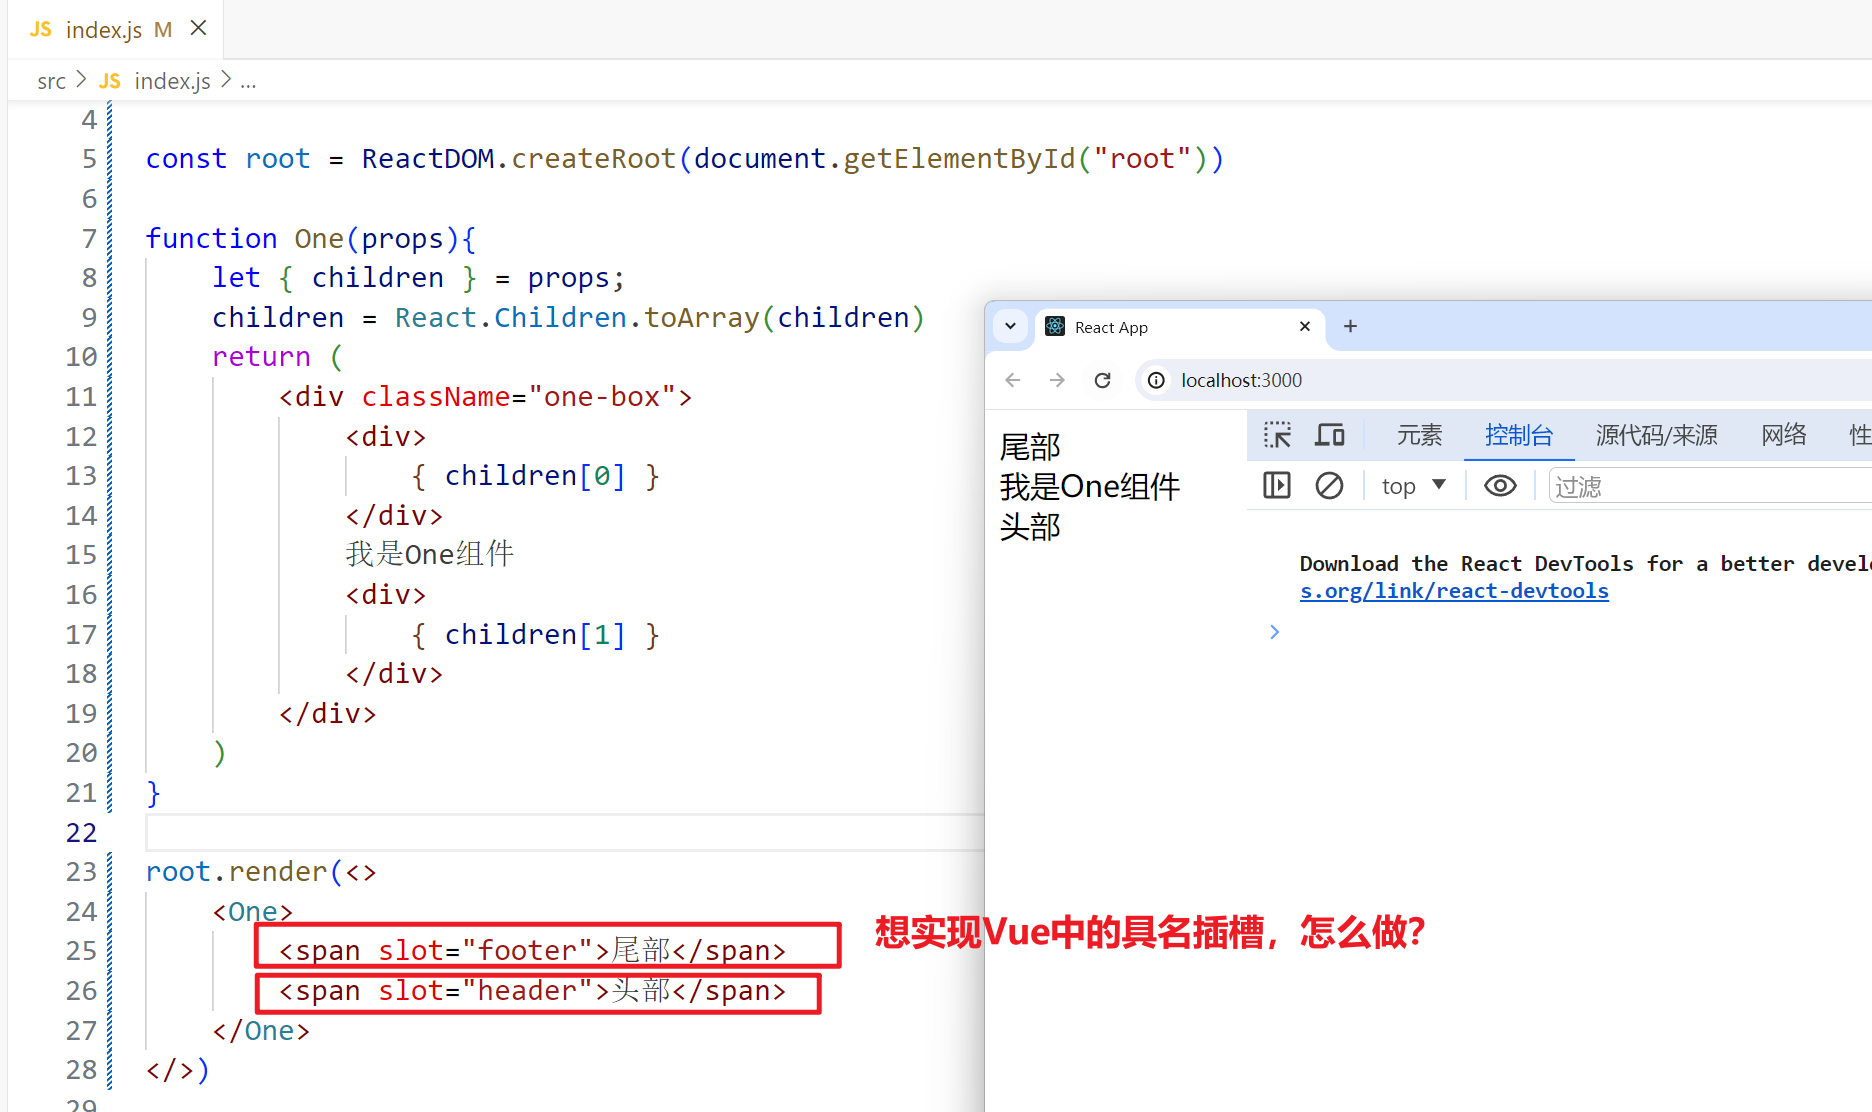 JS index.js M
src > JS index.js > ...
4
5 const root = ReactDOM.createRoot(document.getElementById("root"))
6
7 function One(props){
8 let { children } = props;
9 children = React.Children.toArray(children)
10 return (
11 <div className="one-box">
12 <div>
13 { children[0] }
14 </div>
15 我是One组件
16 <div>
17 { children[1] }
18 </div>
19 </div>
20 )
21 }
22
23 root.render(<>
24 <One>
25 <span slot="footer">尾部</span>
26 <span slot="header">头部</span>
27 </One>
28 </>)
29
想实现Vue中的具名插槽，怎么做?
React App
localhost:3000
尾部
我是One组件
头部
元素 控制台 源代码/来源 网络 性
top 过滤
Download the React DevTools for a better devel
s.org/link/react-devtools